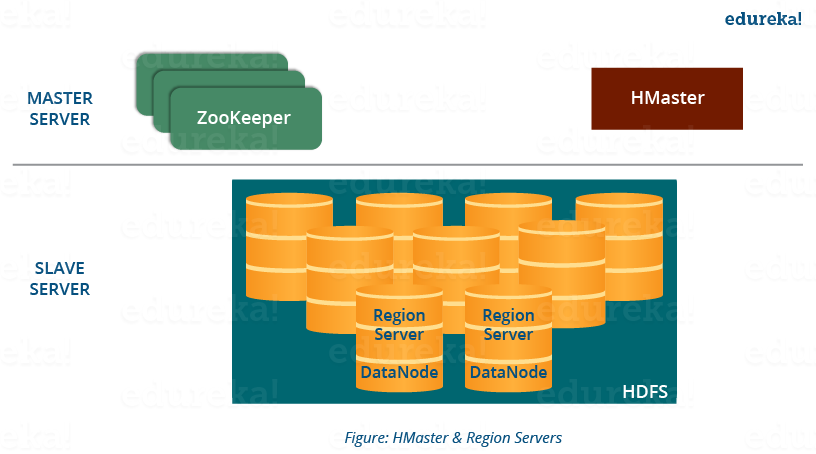 edureka!
MASTER
SERVER
ZooKeeper
HMaster
SLAVE
SERVER
Region
Server
DataNode
Region
Server
DataNode
HDFS
Figure: HMaster & Region Servers